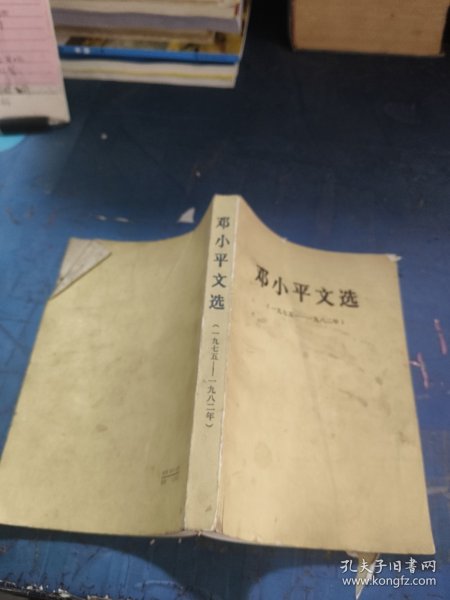 邓小平文选
(一九七五——一九八二年)
邓小平文选
(一九七五——一九八二年)
孔夫子旧书网
www.kongfz.com